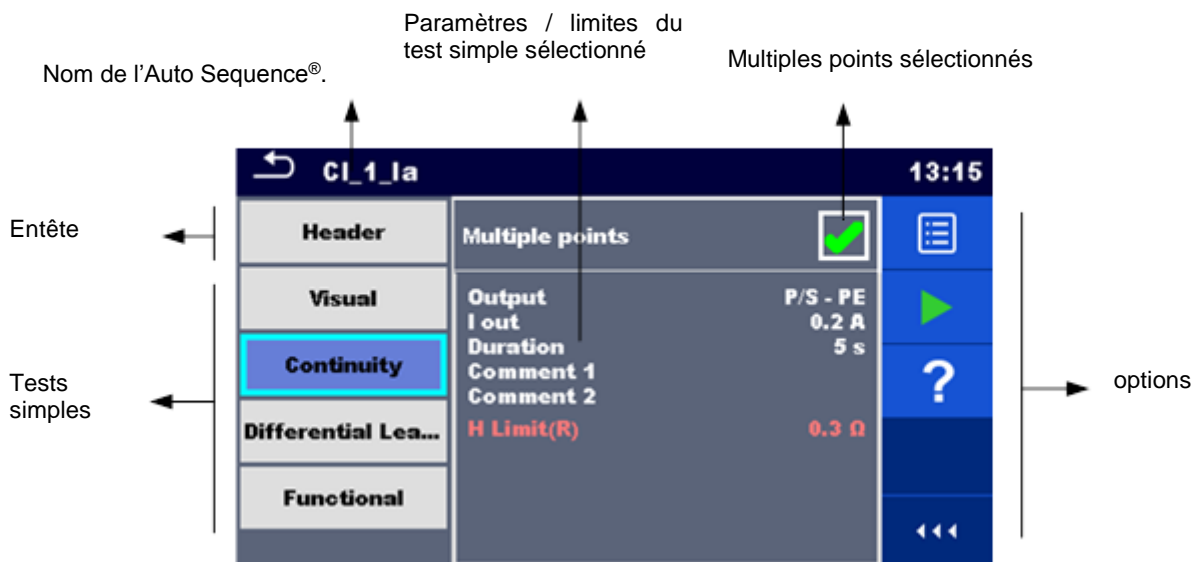 Paramètres / limites du
test simple sélectionné
Multiples points sélectionnés
Nom de l'Auto Sequence®.
CI_1_Ia
13:15
Entête
Header
Multiple points
Visual
Output P/S - PE
I out 0.2 A
Duration 5 s
Continuity
Comment 1
Comment 2
?
Tests
simples
options
Differential Lea...
H Limit(R) 0.3 Ω
Functional